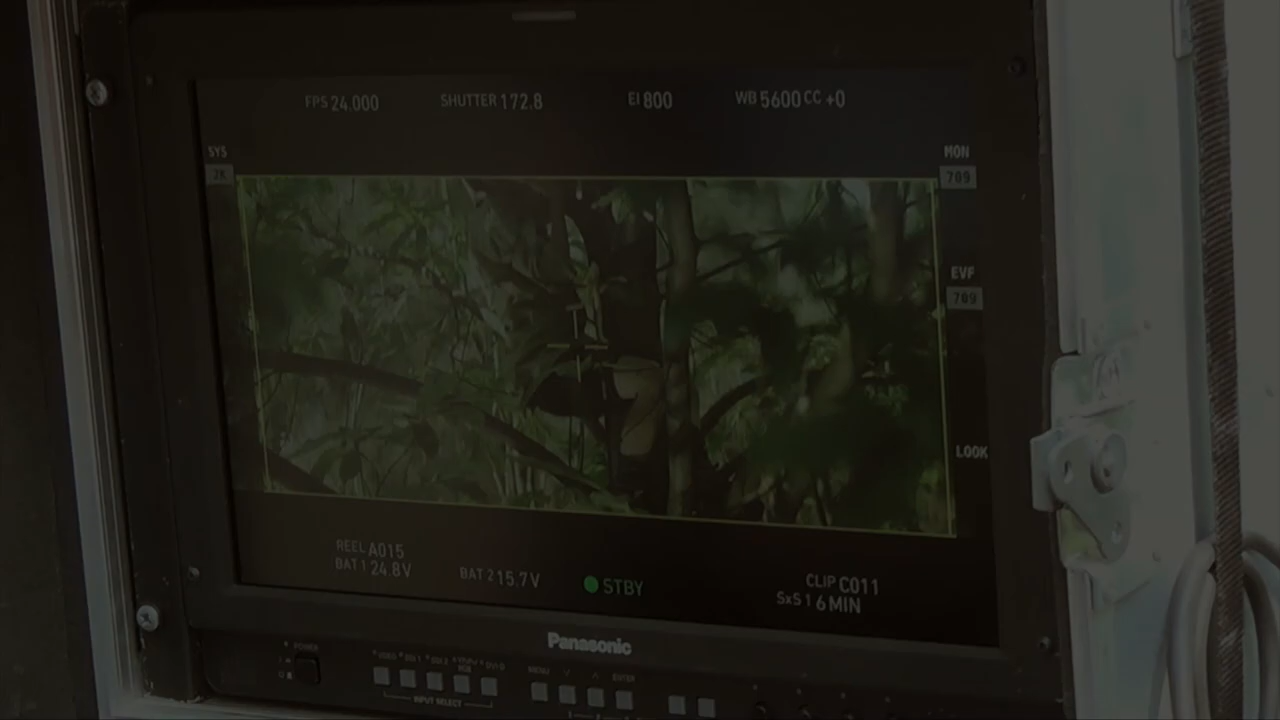 FPS 24.000 SHUTTER 172.8 EI 800 WB 5600 CC +0
SYS MON
2K 709
EVF
709
LOOK
REEL A015
BAT 1 24.8V BAT 2 15.7V STBY CLIP C011
SxS 1 6 MIN
Panasonic
POWER
MENU ENTER
INPUT SELECT